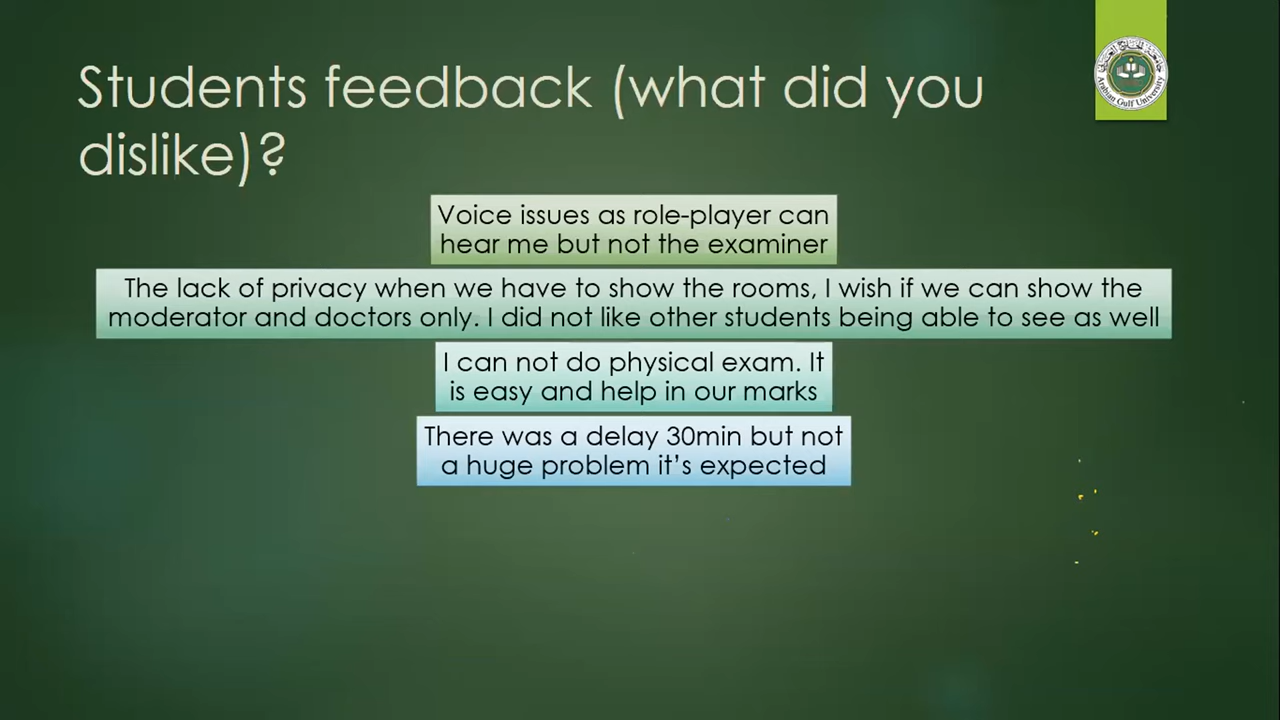 Students feedback (what did you
dislike)?
Arabian Gulf University
Voice issues as role-player can
hear me but not the examiner
The lack of privacy when we have to show the rooms, I wish if we can show the
moderator and doctors only. I did not like other students being able to see as well
I can not do physical exam. It
is easy and help in our marks
There was a delay 30min but not
a huge problem it’s expected